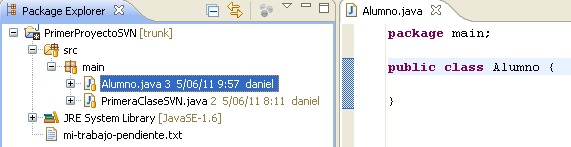 Package Explorer
PrimerProyectoSVN [trunk]
src
main
Alumno.java 3 5/06/11 9:57 daniel
PrimeraClaseSVN.java 2 5/06/11 8:11 daniel
JRE System Library [JavaSE-1.6]
mi-trabajo-pendiente.txt
Alumno.java
package main;
public class Alumno {
}